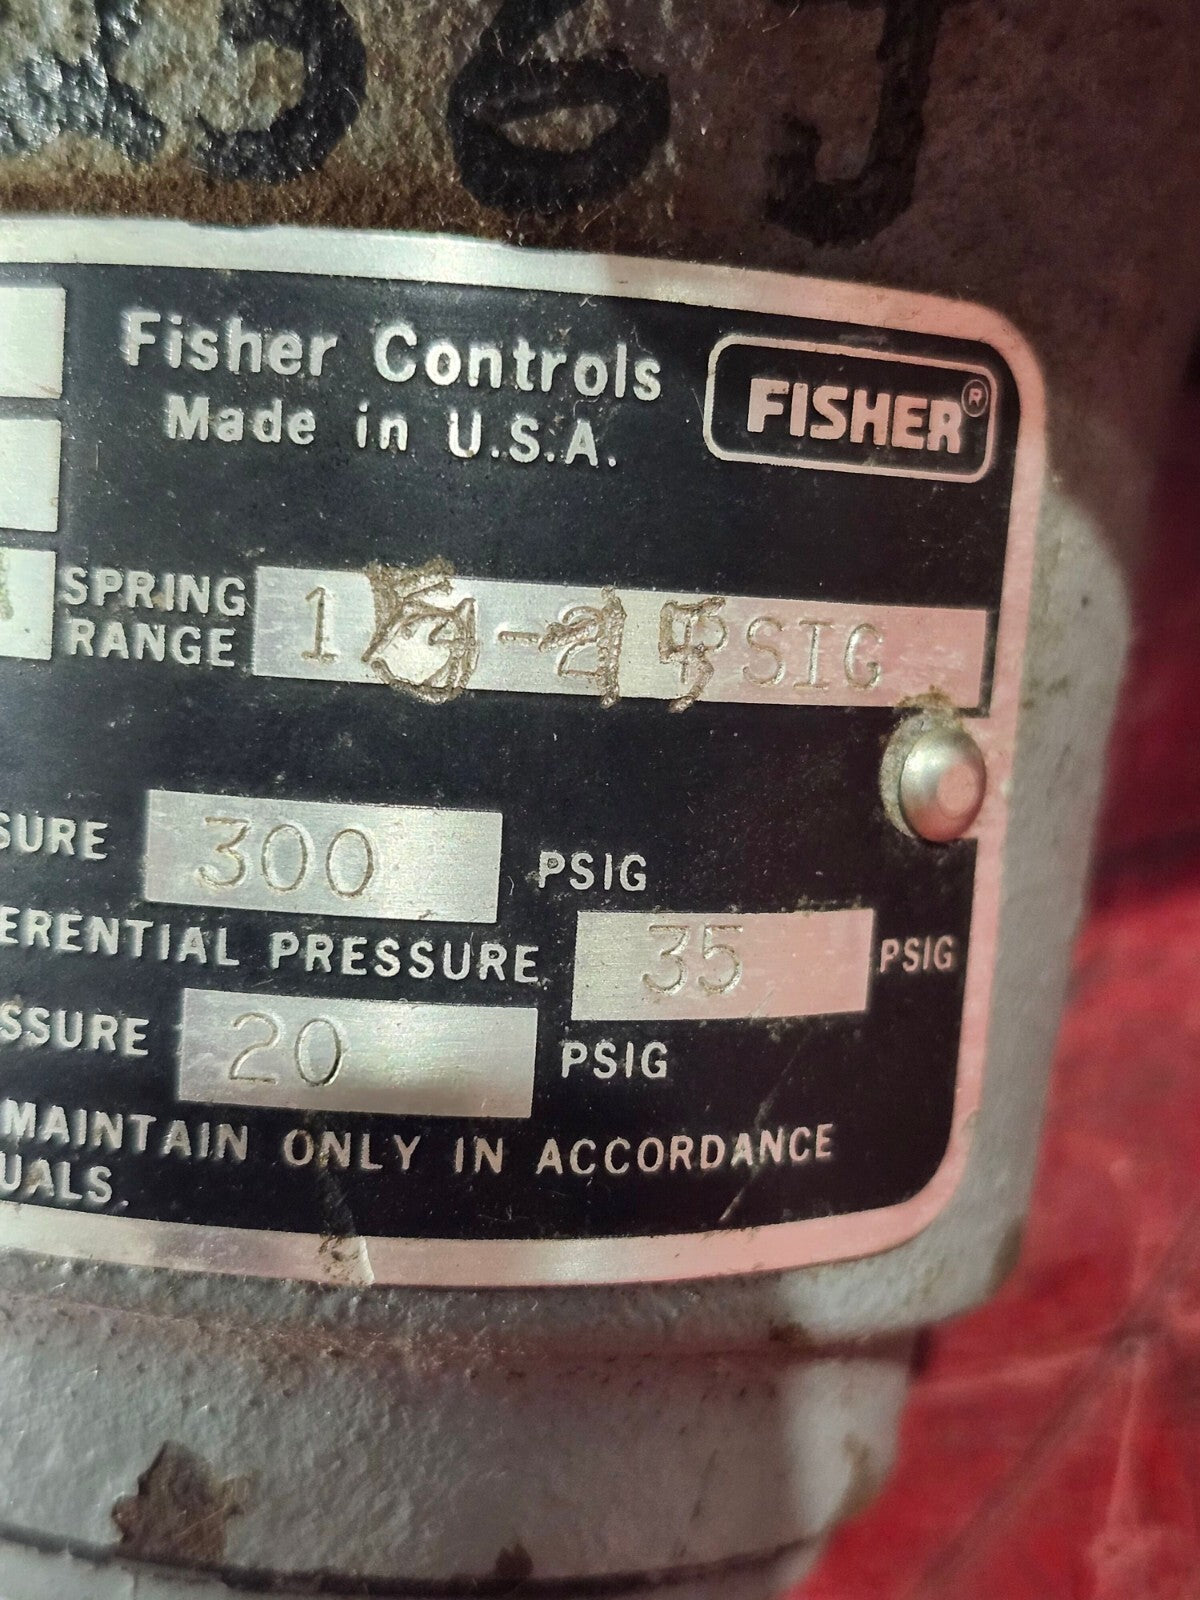 Fisher Controls
Made in U.S.A.
FISHER®
SPRING
RANGE
PSIG
SURE 300 PSIG
ERENTIAL PRESSURE 35 PSIG
SSURE 20 PSIG
MAINTAIN ONLY IN ACCORDANCE
UALS.